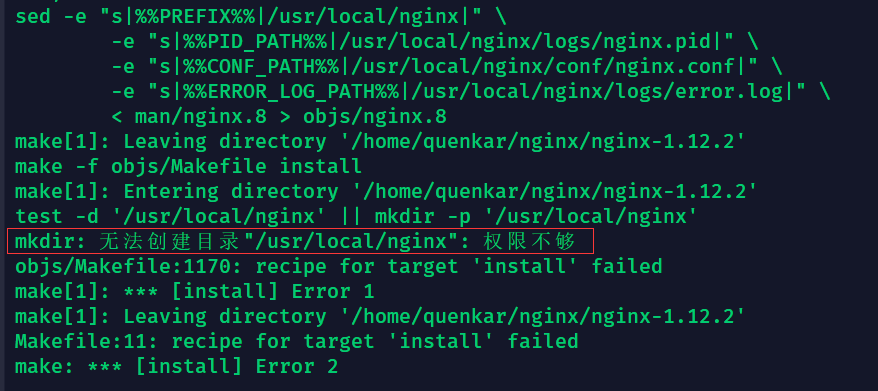 sed -e "s|%%PREFIX%%|/usr/local/nginx|" \
        -e "s|%%PID_PATH%%|/usr/local/nginx/logs/nginx.pid|" \
        -e "s|%%CONF_PATH%%|/usr/local/nginx/conf/nginx.conf|" \
        -e "s|%%ERROR_LOG_PATH%%|/usr/local/nginx/logs/error.log|" \
        < man/nginx.8 > objs/nginx.8
make[1]: Leaving directory '/home/quenkar/nginx/nginx-1.12.2'
make -f objs/Makefile install
make[1]: Entering directory '/home/quenkar/nginx/nginx-1.12.2'
test -d '/usr/local/nginx' || mkdir -p '/usr/local/nginx'
mkdir: 无法创建目录"/usr/local/nginx": 权限不够
objs/Makefile:1170: recipe for target 'install' failed
make[1]: *** [install] Error 1
make[1]: Leaving directory '/home/quenkar/nginx/nginx-1.12.2'
Makefile:11: recipe for target 'install' failed
make: *** [install] Error 2